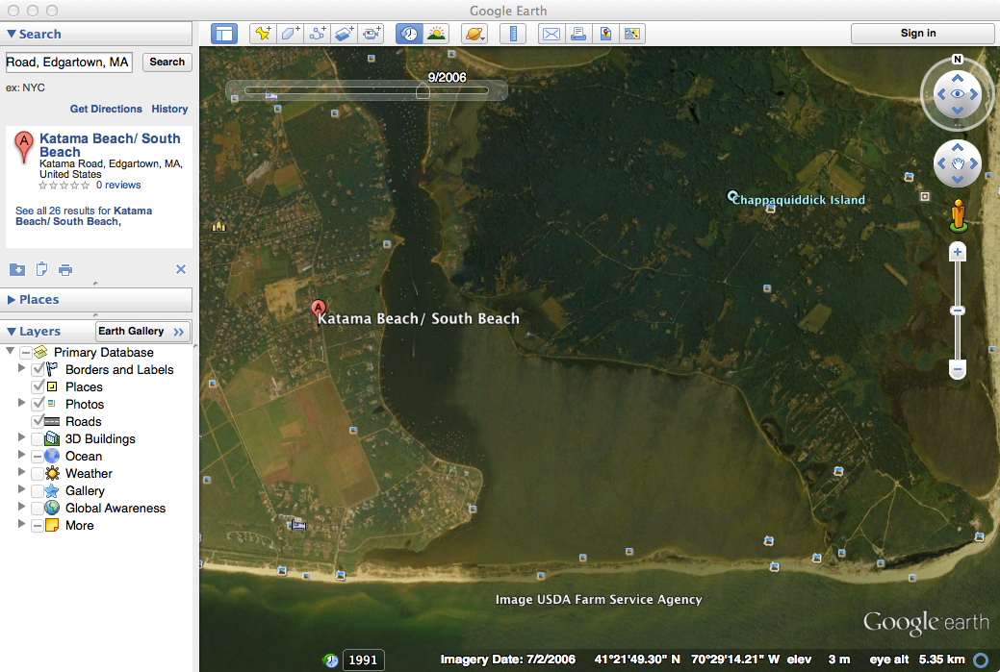 Google Earth
Search
Road, Edgartown, MA
Search
ex: NYC
Get Directions
History
A
Katama Beach/ South
Beach
Katama Road, Edgartown, MA,
United States
0 reviews
See all 26 results for Katama
Beach/ South Beach,
Places
Layers
Earth Gallery >>
Primary Database
Borders and Labels
Places
Photos
Roads
3D Buildings
Ocean
Weather
Gallery
Global Awareness
More
Sign in
9/2006
N
Chappaquiddick Island
A
Katama Beach/ South Beach
Image USDA Farm Service Agency
Google earth
1991
Imagery Date: 7/2/2006 41°21'49.30" N 70°29'14.21" W elev 3 m eye alt 5.35 km